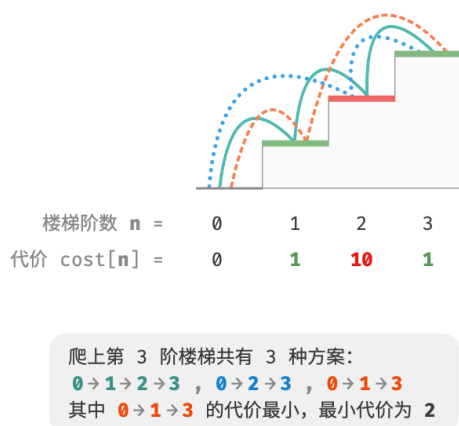 楼梯阶数 n = 0 1 2 3
代价 cost[n] = 0 1 10 1
爬上第 3 阶楼梯共有 3 种方案：
0→1→2→3 , 0→2→3 , 0→1→3
其中 0→1→3 的代价最小，最小代价为 2